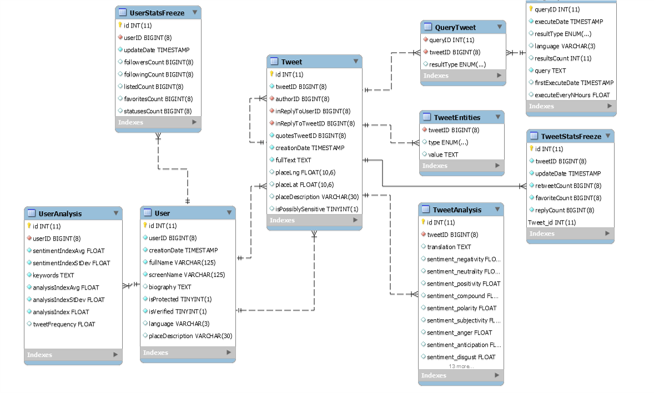 UserStatsFreeze
id INT(11)
userID BIGINT(8)
updateDate TIMESTAMP
followersCount BIGINT(8)
followingCount BIGINT(8)
listedCount BIGINT(8)
favoritesCount BIGINT(8)
statusesCount BIGINT(8)
Indexes
UserAnalysis
id INT(11)
userID BIGINT(8)
sentimentIndexAvg FLOAT
sentimentIndexStDev FLOAT
keywords TEXT
analysisIndexAvg FLOAT
analysisIndexStDev FLOAT
analysisIndex FLOAT
tweetFrequency FLOAT
Indexes
User
id INT(11)
userID BIGINT(8)
creationDate TIMESTAMP
fullName VARCHAR(125)
screenName VARCHAR(125)
biography TEXT
isProtected TINYINT(1)
isVerified TINYINT(1)
language VARCHAR(3)
placeDescription VARCHAR(30)
Indexes
Tweet
id INT(11)
tweetID BIGINT(8)
authorID BIGINT(8)
inReplyToUserID BIGINT(8)
inReplyToTweetID BIGINT(8)
quotesTweetID BIGINT(8)
creationDate TIMESTAMP
fullText TEXT
placeLng FLOAT(10,6)
placeLat FLOAT(10,6)
placeDescription VARCHAR(30)
isPossiblySensitive TINYINT(1)
QueryTweet
queryID INT(11)
tweetID BIGINT(8)
resultType ENUM(...)
Indexes
TweetEntities
tweetID BIGINT(8)
type ENUM(...)
value TEXT
Indexes
TweetAnalysis
id INT(11)
tweetID BIGINT(8)
translation TEXT
sentiment_negativity FLO...
sentiment_neutrality FLO...
sentiment_positivity FLO...
sentiment_compound FL...
sentiment_polarity FLOAT
sentiment_subjectivity FL...
sentiment_anger FLOAT
sentiment_anticipation FL...
sentiment_disgust FLOAT
13 more...
Indexes
queryID INT(11)
executeDate TIMESTAMP
resultType ENUM(...)
language VARCHAR(3)
resultsCount INT(11)
query TEXT
firstExecuteDate TIMESTAMP
executeEveryNHours FLOAT
Indexes
TweetStatsFreeze
id INT(11)
tweetID BIGINT(8)
updateDate TIMESTAMP
retweetCount BIGINT(8)
favoriteCount BIGINT(8)
replyCount BIGINT(8)
Tweet_id INT(11)
Indexes